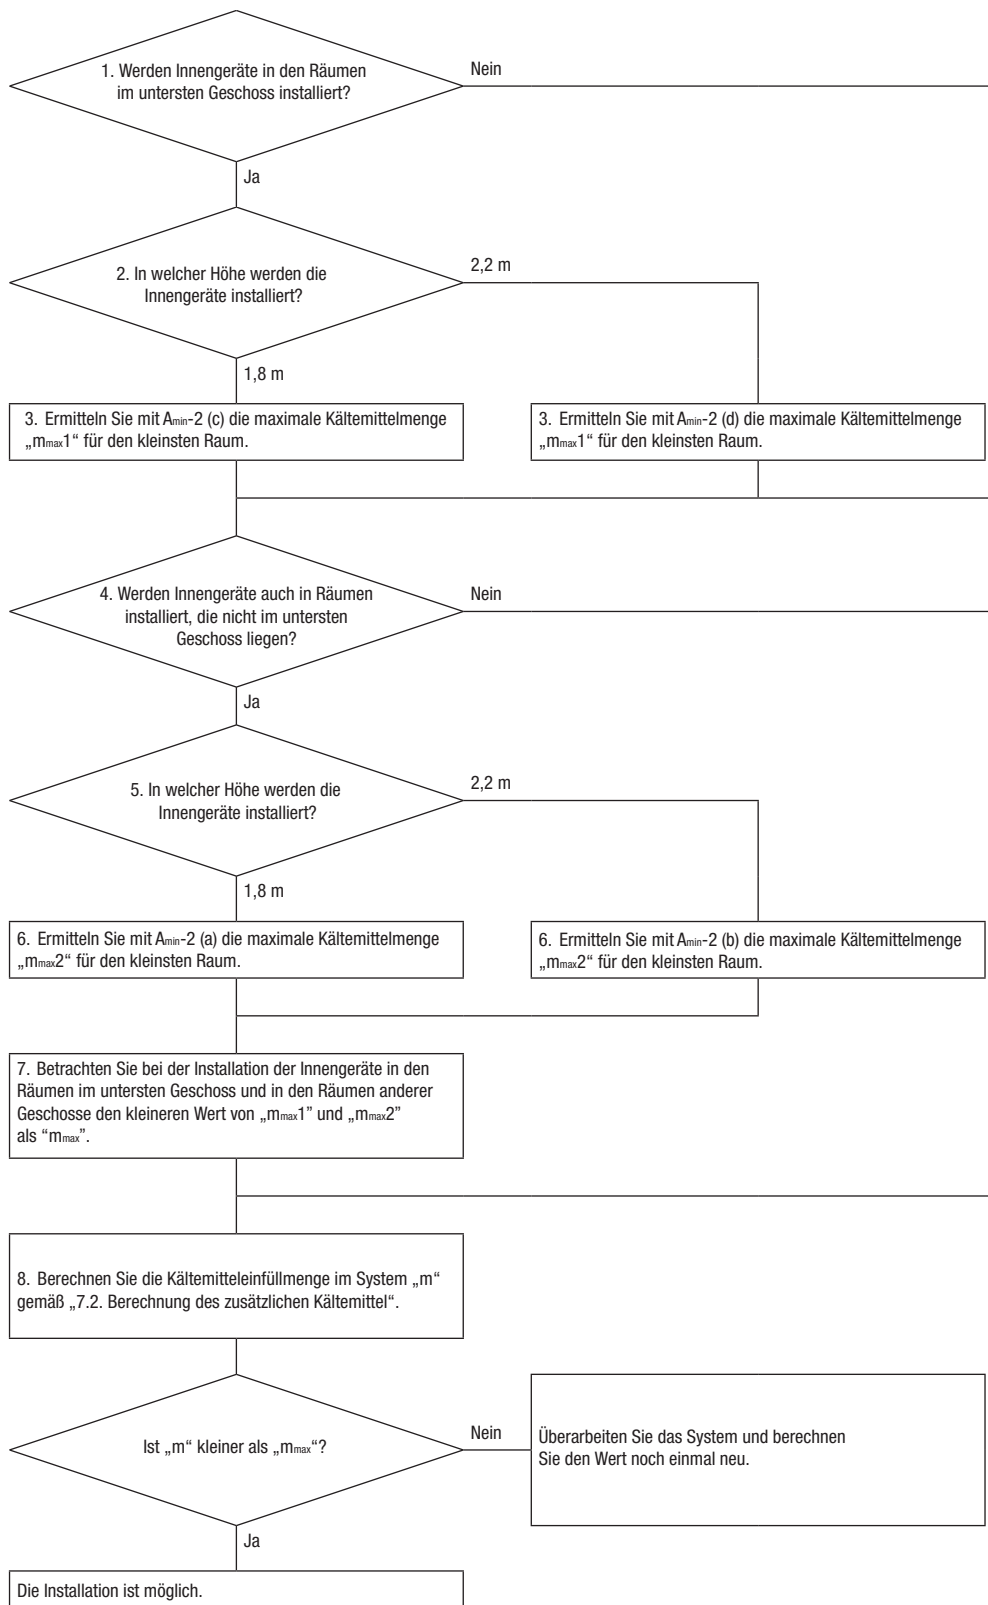 1. Werden Innengeräte in den Räumen
im untersten Geschoss installiert?
Nein
Ja
2. In welcher Höhe werden die
Innengeräte installiert?
2,2 m
1,8 m
3. Ermitteln Sie mit Amin-2 (c) die maximale Kältemittelmenge
„mmax1“ für den kleinsten Raum.
3. Ermitteln Sie mit Amin-2 (d) die maximale Kältemittelmenge
„mmax1“ für den kleinsten Raum.
4. Werden Innengeräte auch in Räumen
installiert, die nicht im untersten
Geschoss liegen?
Nein
Ja
5. In welcher Höhe werden die
Innengeräte installiert?
2,2 m
1,8 m
6. Ermitteln Sie mit Amin-2 (a) die maximale Kältemittelmenge
„mmax2“ für den kleinsten Raum.
6. Ermitteln Sie mit Amin-2 (b) die maximale Kältemittelmenge
„mmax2“ für den kleinsten Raum.
7. Betrachten Sie bei der Installation der Innengeräte in den
Räumen im untersten Geschoss und in den Räumen anderer
Geschosse den kleineren Wert von „mmax1” und „mmax2”
als “mmax”.
8. Berechnen Sie die Kältemitteleinfüllmenge im System „m“
gemäß „7.2. Berechnung des zusätzlichen Kältemittel“.
Ist „m“ kleiner als „mmax“?
Nein
Überarbeiten Sie das System und berechnen
Sie den Wert noch einmal neu.
Ja
Die Installation ist möglich.